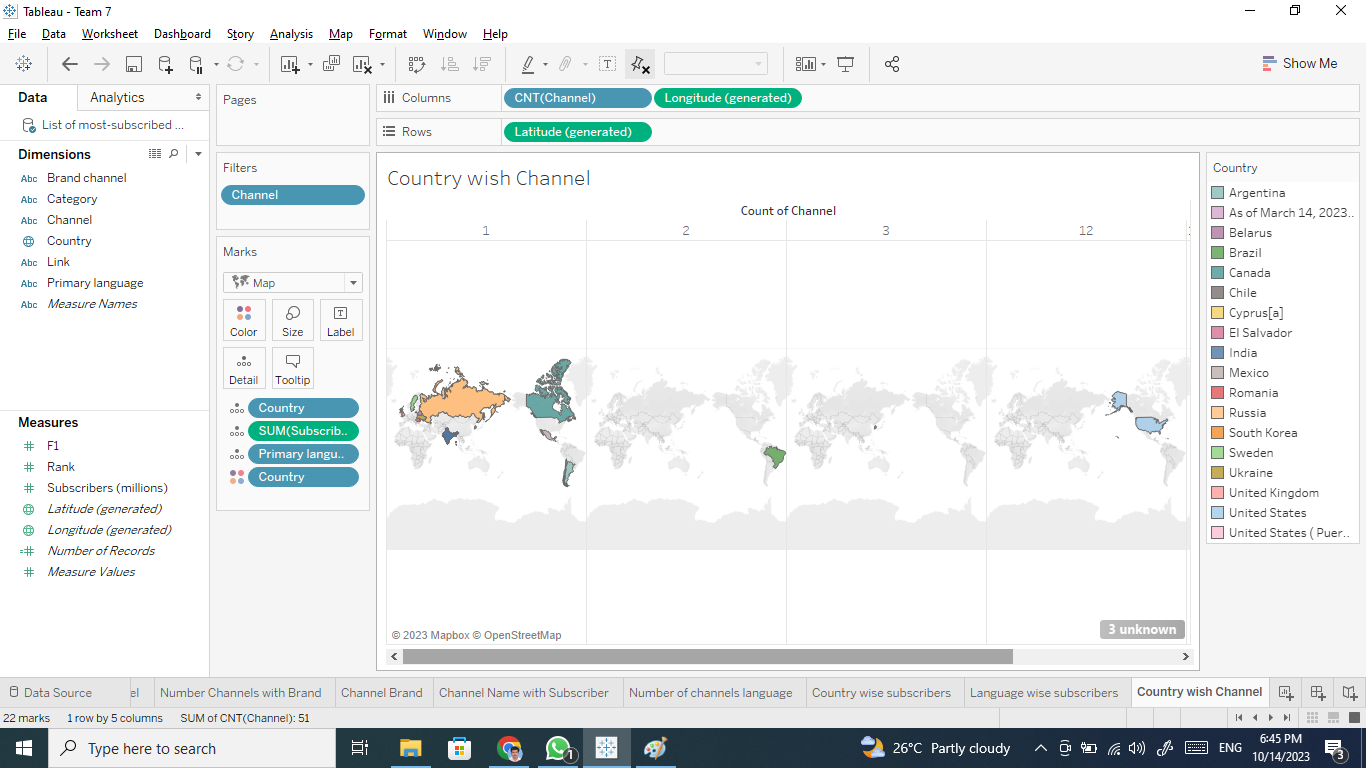 Tableau - Team 7
File Data Worksheet Dashboard Story Analysis Map Format Window Help
Show Me
Data Analytics
List of most-subscribed ...
Dimensions
Abc Brand channel
Abc Category
Abc Channel
Country
Abc Link
Abc Primary language
Abc Measure Names
Measures
# F1
# Rank
# Subscribers (millions)
Latitude (generated)
Longitude (generated)
=# Number of Records
# Measure Values
Pages
Filters
Channel
Marks
Map
Color Size Label
Detail Tooltip
Country
SUM(Subscrib..
Primary langu..
Country
Columns CNT(Channel) Longitude (generated)
Rows Latitude (generated)
Country wish Channel
Count of Channel
1 2 3 12
© 2023 Mapbox © OpenStreetMap
3 unknown
Country
Argentina
As of March 14, 2023..
Belarus
Brazil
Canada
Chile
Cyprus[a]
El Salvador
India
Mexico
Romania
Russia
South Korea
Sweden
Ukraine
United Kingdom
United States
United States ( Puer..
Data Source el Number Channels with Brand Channel Brand Channel Name with Subscriber Number of channels language Country wise subscribers Language wise subscribers Country wish Channel
22 marks 1 row by 5 columns SUM of CNT(Channel): 51
Type here to search
1
26°C Partly cloudy
ENG
6:45 PM
10/14/2023
3